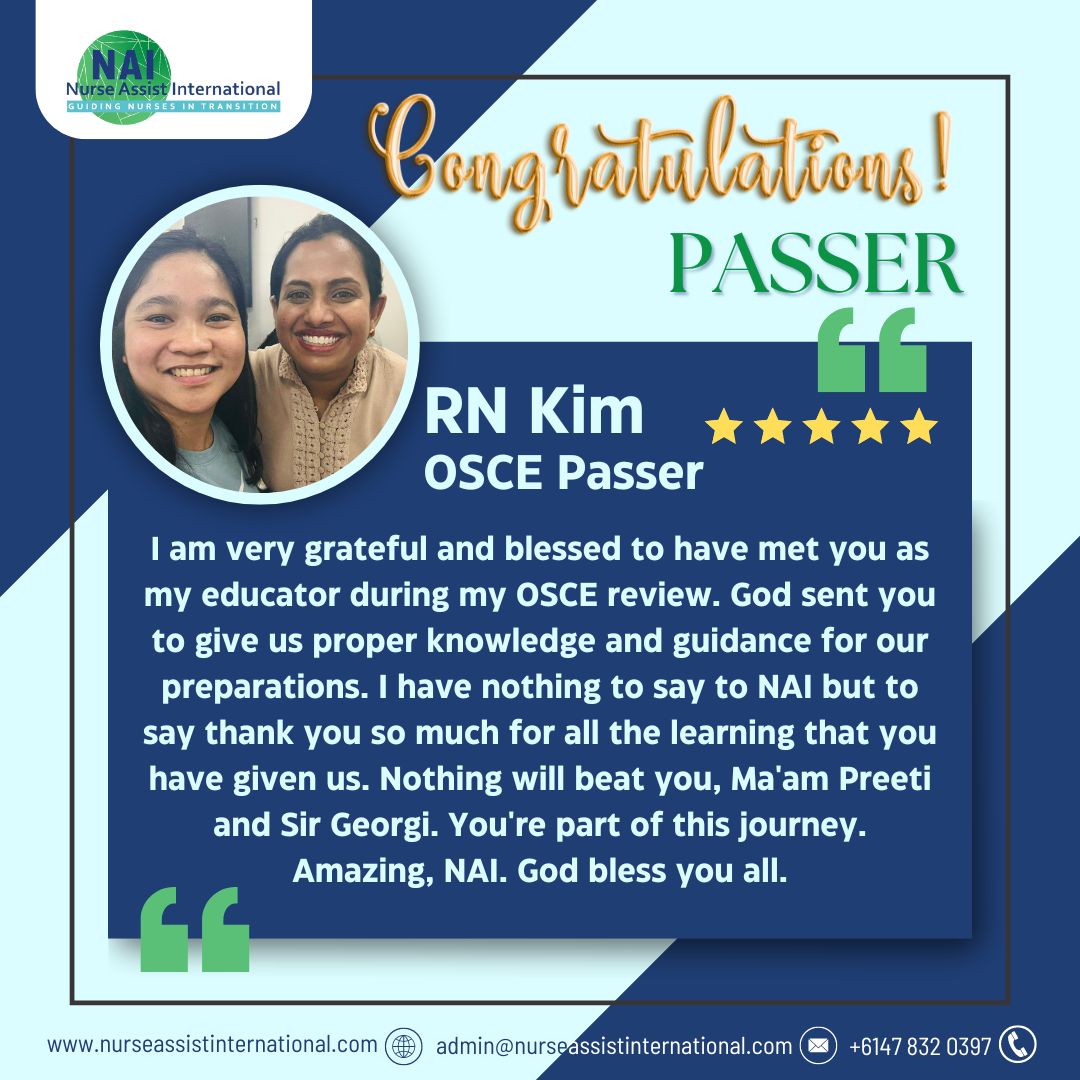 NAI
Nurse Assist International
GUIDING NURSES IN TRANSITION
Congratulations!
PASSER
RN Kim
OSCE Passer
I am very grateful and blessed to have met you as
my educator during my OSCE review. God sent you
to give us proper knowledge and guidance for our
preparations. I have nothing to say to NAI but to
say thank you so much for all the learning that you
have given us. Nothing will beat you, Ma'am Preeti
and Sir Georgi. You're part of this journey.
Amazing, NAI. God bless you all.
www.nurseassistinternational.com
admin@nurseassistinternational.com
+6147 832 0397